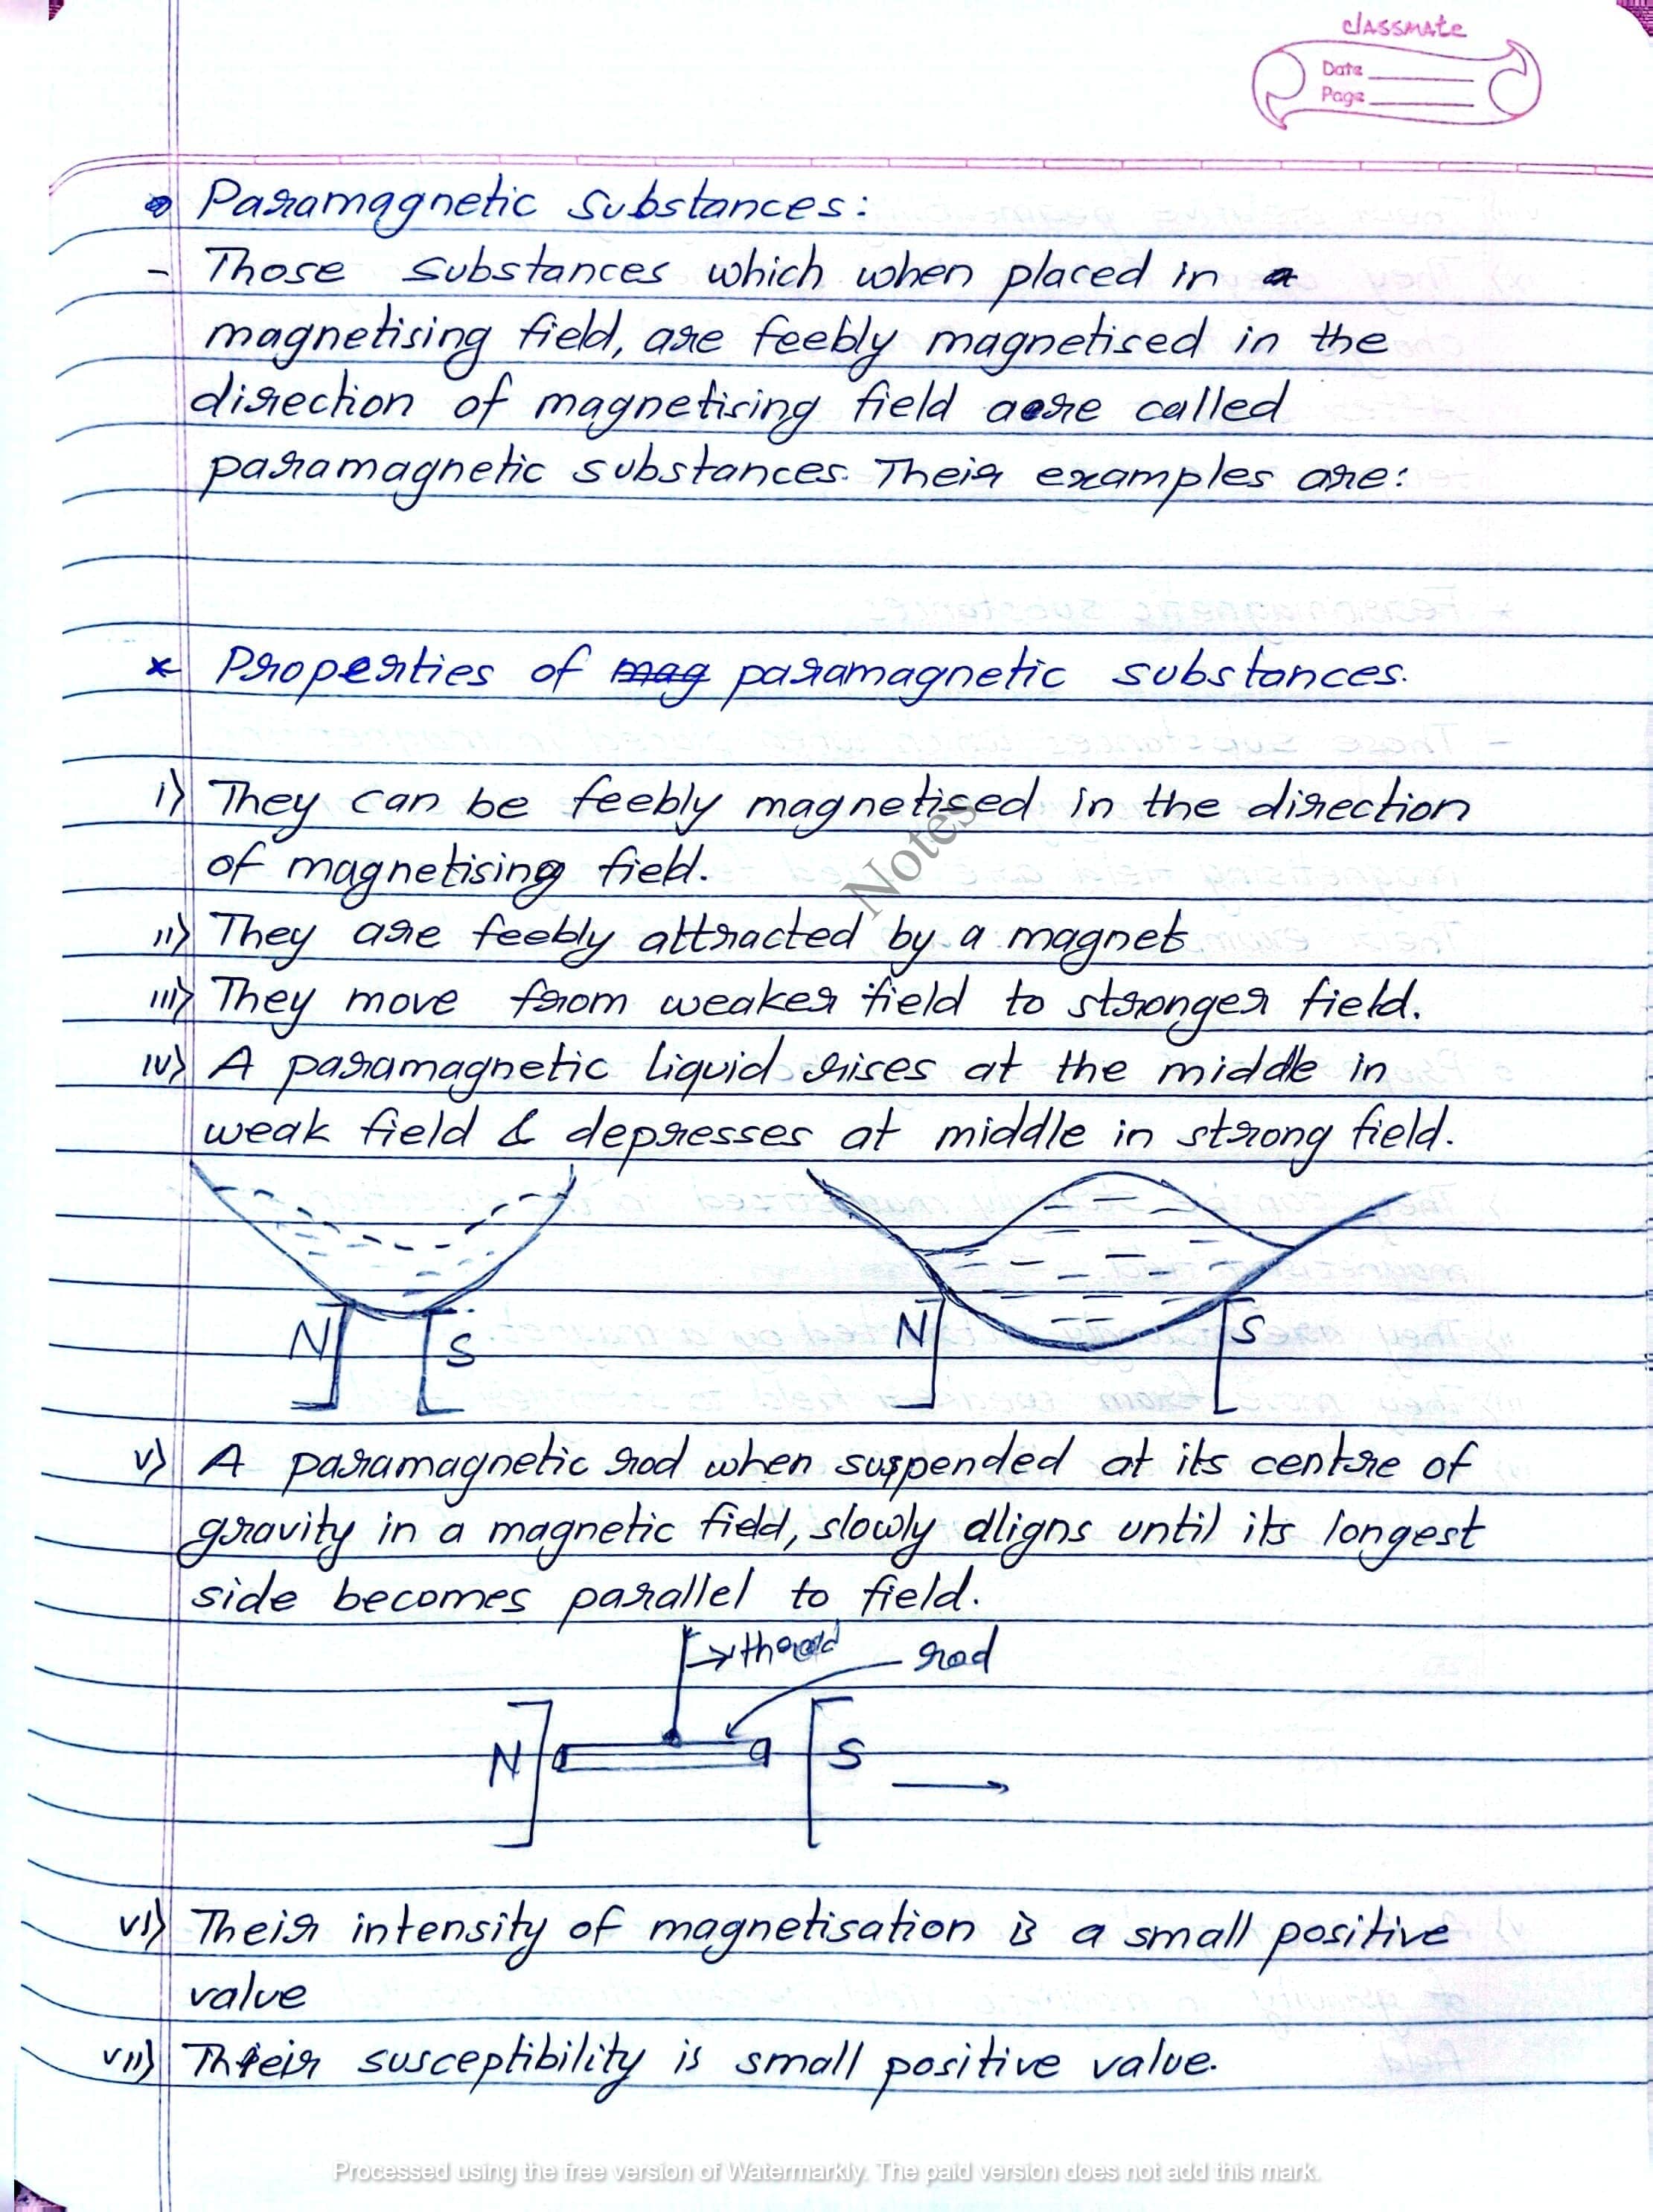 classmate
Date
Page
Paramagnetic substances:
- Those substances which when placed in a
magnetising field, are feebly magnetised in the
direction of magnetising field are called
paramagnetic substances. Their examples are:
* Properties of mag paramagnetic substances.
i) They can be feebly magnetised in the direction
of magnetising field.
ii) They are feebly attracted by a magnet
iii) They move from weaker field to stronger field.
iv) A paramagnetic liquid rises at the middle in
weak field & depresses at middle in strong field.
N S N S
v) A paramagnetic rod when suspended at its centre of
gravity in a magnetic field, slowly aligns until its longest
side becomes parallel to field.
thread rod
N S
vi) Their intensity of magnetisation is a small positive
value
vii) Their susceptibility is small positive value.
Notes
Processed using the free version of Watermarkly. The paid version does not add this mark.